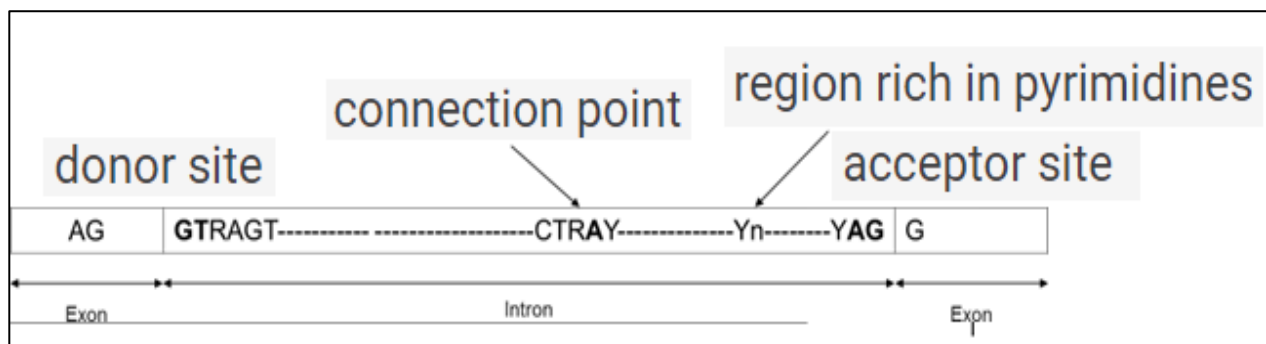 region rich in pyrimidines
connection point
donor site
acceptor site
AG GTRAGT----------- -------------------CTRAY--------------Yn--------YAG G
Exon Intron Exon